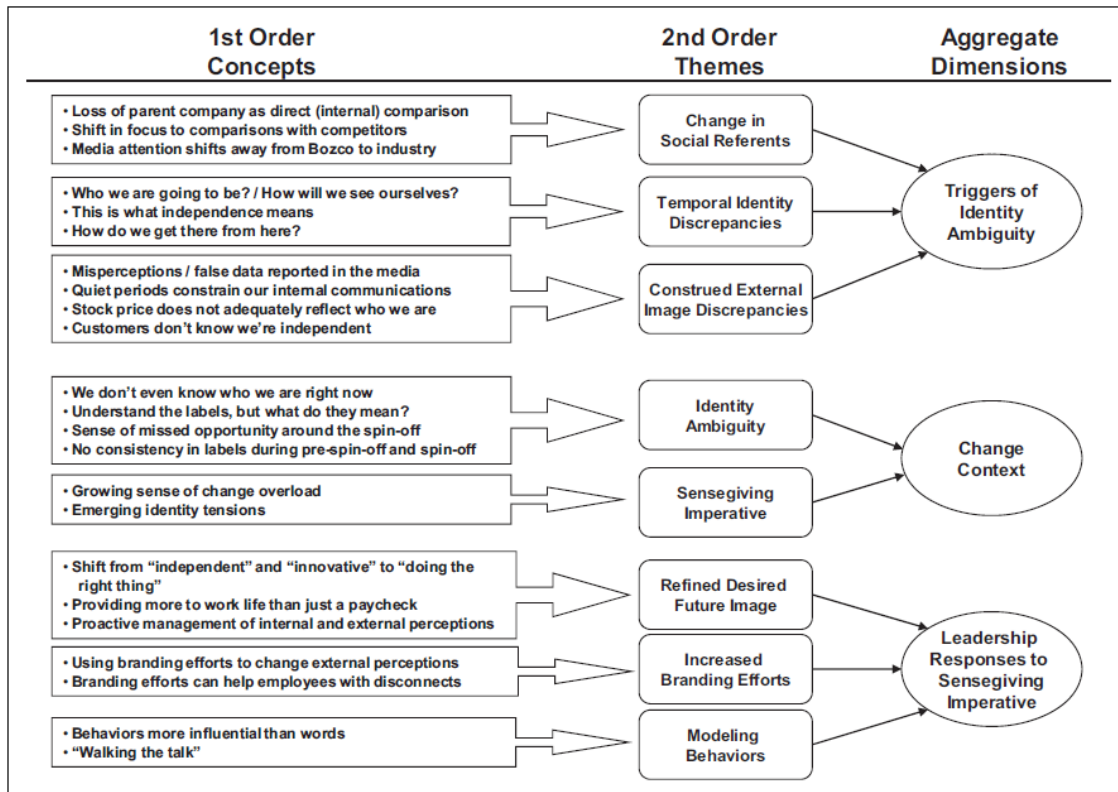 1st Order
Concepts
2nd Order
Themes
Aggregate
Dimensions
• Loss of parent company as direct (internal) comparison
• Shift in focus to comparisons with competitors
• Media attention shifts away from Bozco to industry
Change in
Social Referents
• Who we are going to be? / How will we see ourselves?
• This is what independence means
• How do we get there from here?
Temporal Identity
Discrepancies
Triggers of
Identity
Ambiguity
• Misperceptions / false data reported in the media
• Quiet periods constrain our internal communications
• Stock price does not adequately reflect who we are
• Customers don’t know we’re independent
Construed External
Image Discrepancies
• We don’t even know who we are right now
• Understand the labels, but what do they mean?
• Sense of missed opportunity around the spin-off
• No consistency in labels during pre-spin-off and spin-off
Identity
Ambiguity
Change
Context
• Growing sense of change overload
• Emerging identity tensions
Sensegiving
Imperative
• Shift from “independent” and “innovative” to “doing the
right thing”
• Providing more to work life than just a paycheck
• Proactive management of internal and external perceptions
Refined Desired
Future Image
• Using branding efforts to change external perceptions
• Branding efforts can help employees with disconnects
Increased
Branding Efforts
Leadership
Responses to
Sensegiving
Imperative
• Behaviors more influential than words
• “Walking the talk”
Modeling
Behaviors